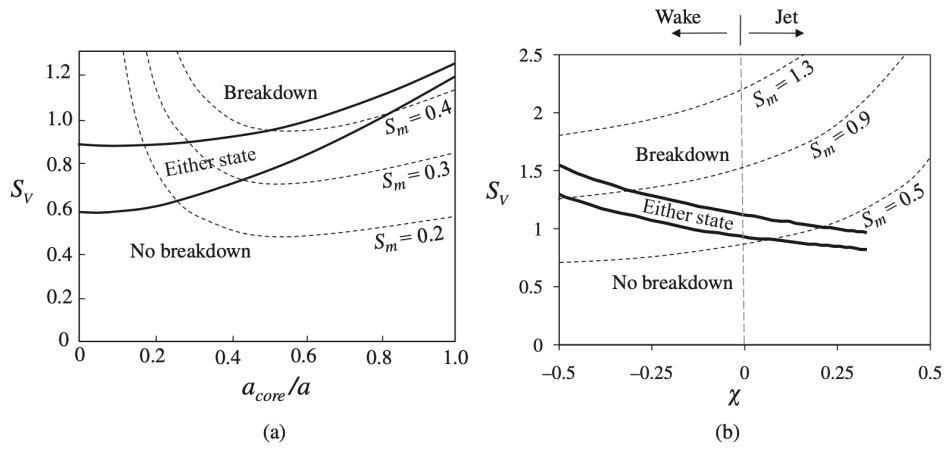 (a)
1.2
1.0
0.8
0.6
0.4
0.2
0
S_V
Breakdown
Either state
No breakdown
S_m = 0.4
S_m = 0.3
S_m = 0.2
0 0.2 0.4 0.6 0.8 1.0
a_core/a
(a)
(b)
Wake Jet
2.5
2
1.5
1
0.5
0
S_V
S_m = 1.3
S_m = 0.9
S_m = 0.5
Breakdown
Either state
No breakdown
–0.5 –0.25 0 0.25 0.5
χ
(b)